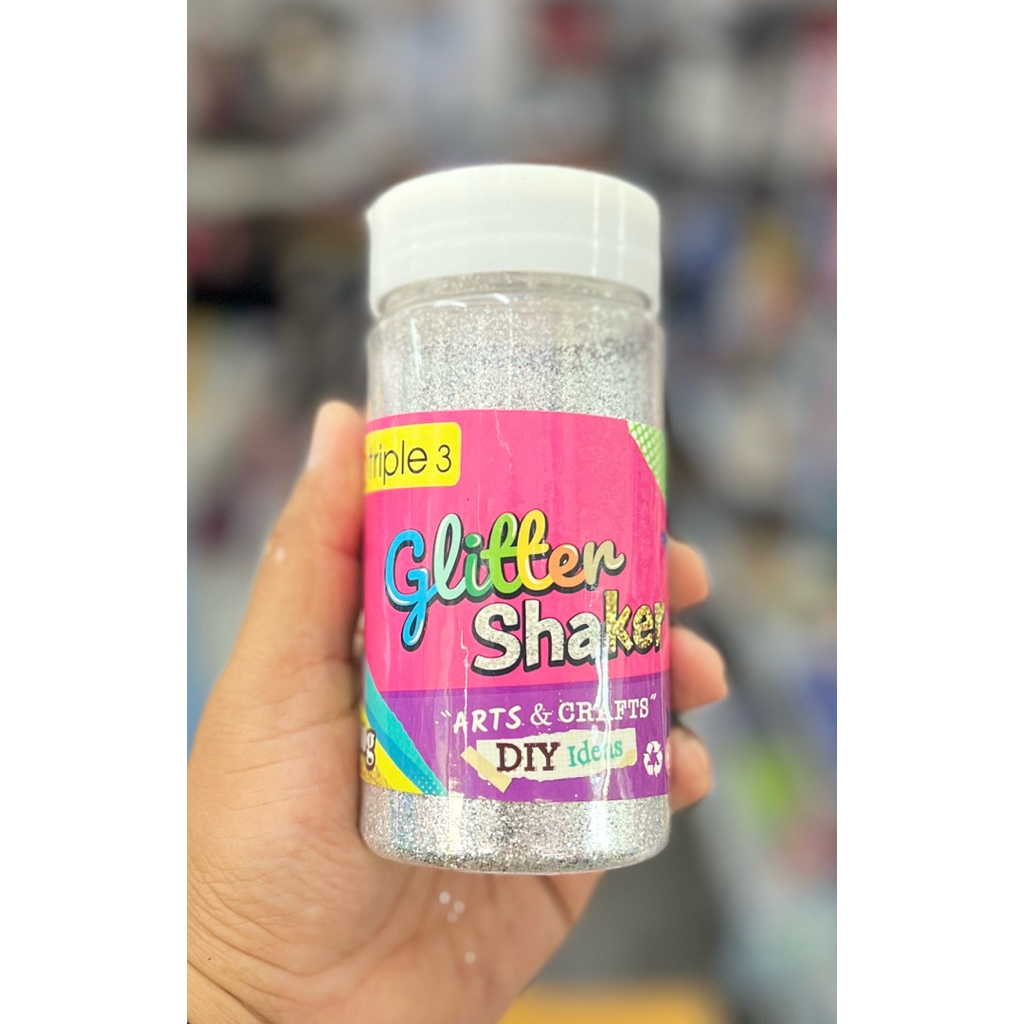 triple 3
Glitter
Shaker
"ARTS & CRAFTS"
DIY Ideas